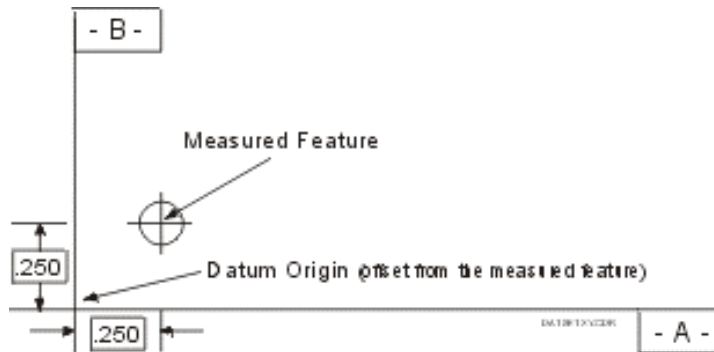 - B -
Measured Feature
.250
Datum Origin (offset from the measured feature)
.250
- A -